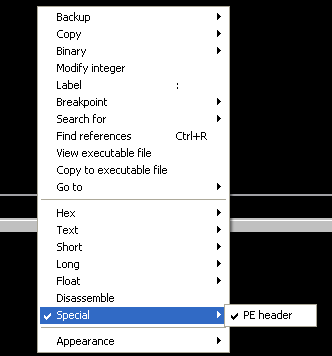 Backup
Copy
Binary
Modify integer
Label :
Breakpoint
Search for
Find references Ctrl+R
View executable file
Copy to executable file
Go to
Hex
Text
Short
Long
Float
Disassemble
Special PE header
Appearance